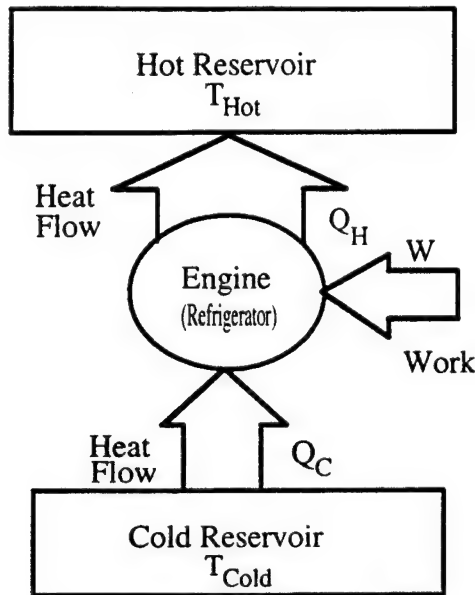 Hot Reservoir
T_Hot
Heat
Flow
Q_H
W
Engine
(Refrigerator)
Work
Heat
Flow
Q_C
Cold Reservoir
T_Cold